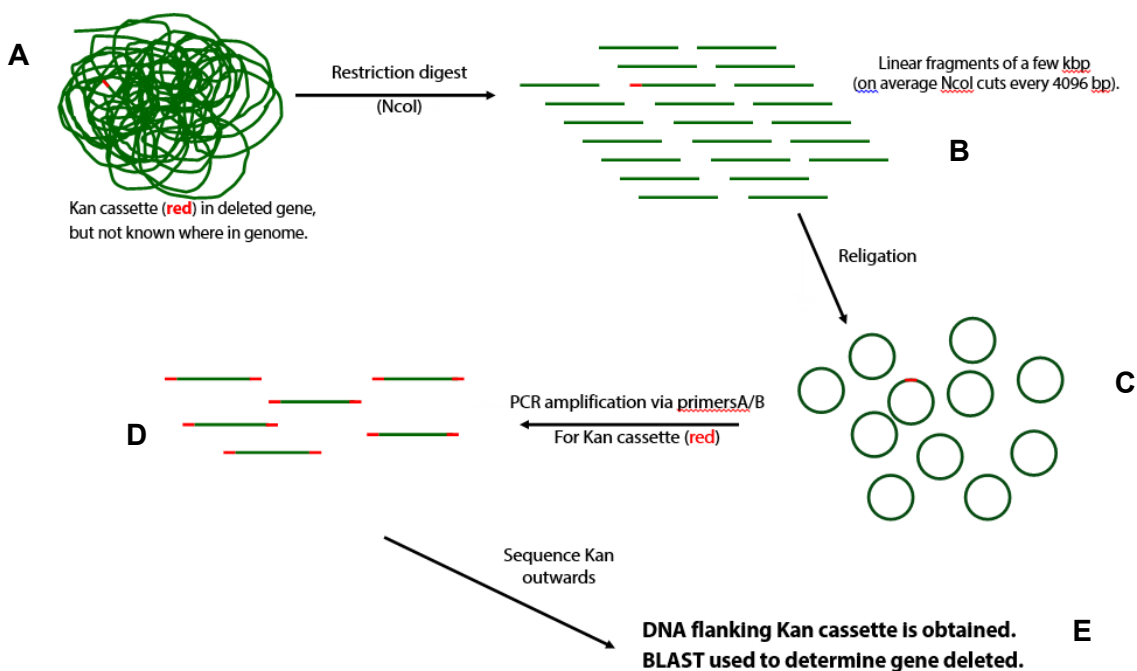 A
Restriction digest
(NcoI)
Linear fragments of a few kbp
(on average NcoI cuts every 4096 bp).
B
Kan cassette (red) in deleted gene,
but not known where in genome.
Religation
C
PCR amplification via primersA/B
For Kan cassette (red)
D
Sequence Kan
outwards
DNA flanking Kan cassette is obtained.
BLAST used to determine gene deleted.
E